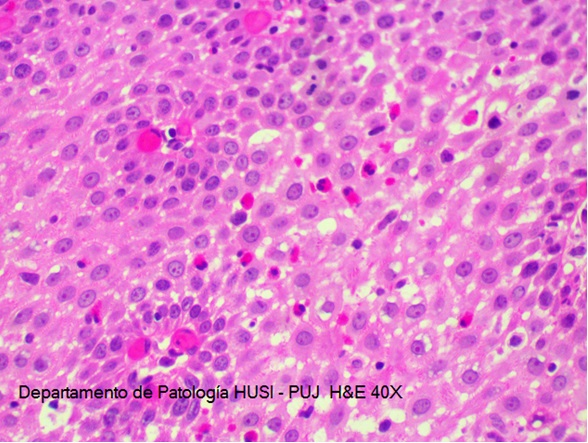 Departamento de Patología HUSI - PUJ  H&E 40X